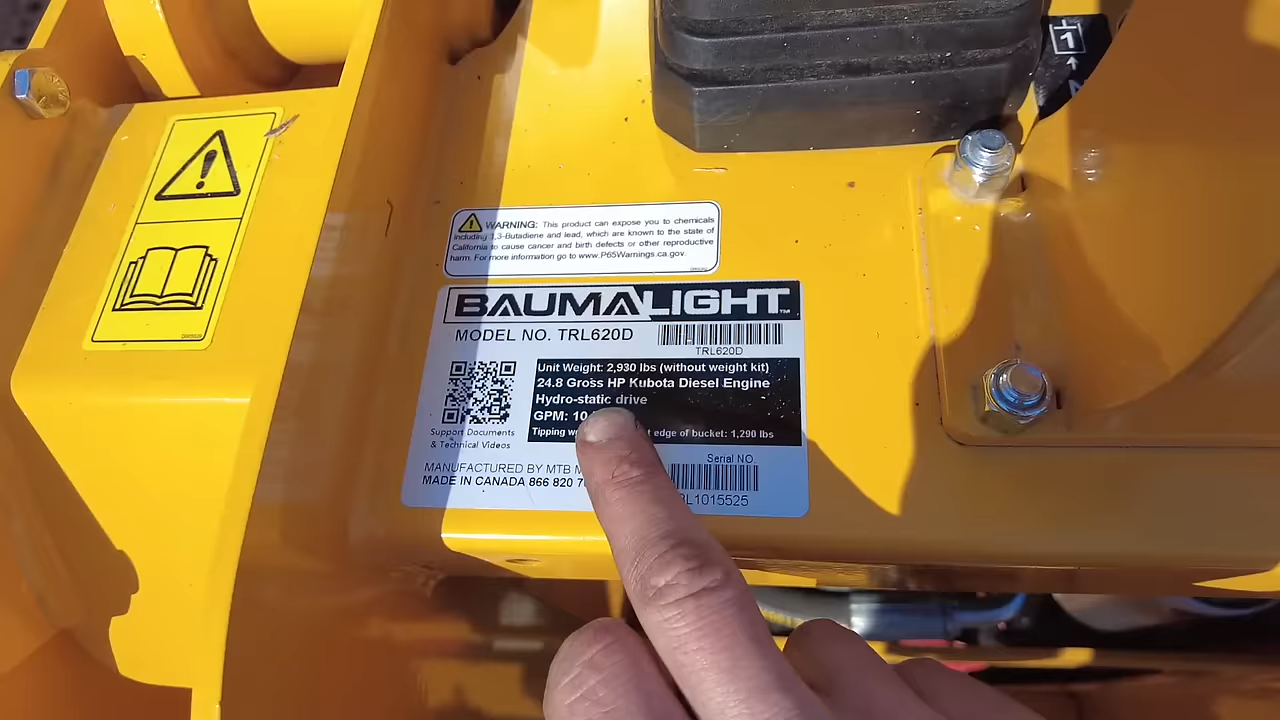 WARNING: This product can expose you to chemicals
including 1,3-Butadiene and lead, which are known to the state of
California to cause cancer and birth defects or other reproductive
harm. For more information go to www.P65Warnings.ca.gov.
BAUMALIGHT™
MODEL NO. TRL620D
TRL620D
Unit Weight: 2,930 lbs (without weight kit)
24.8 Gross HP Kubota Diesel Engine
Hydro-static drive
GPM: 10
Tipping edge of bucket: 1,290 lbs
Support Documents
& Technical Videos
Serial NO
MANUFACTURED BY MTB
MADE IN CANADA 866 820
L1015525
1